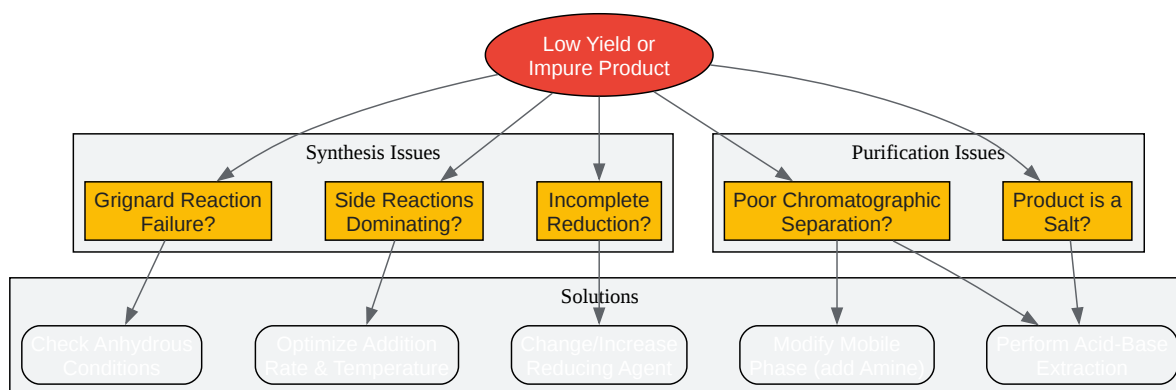 Low Yield or
Impure Product
Synthesis Issues
Purification Issues
Grignard Reaction
Failure?
Side Reactions
Dominating?
Incomplete
Reduction?
Poor Chromatographic
Separation?
Product is a
Salt?
Solutions
Check Anhydrous
Conditions
Optimize Addition
Rate & Temperature
Change/Increase
Reducing Agent
Modify Mobile
Phase (add Amine)
Perform Acid-Base
Extraction